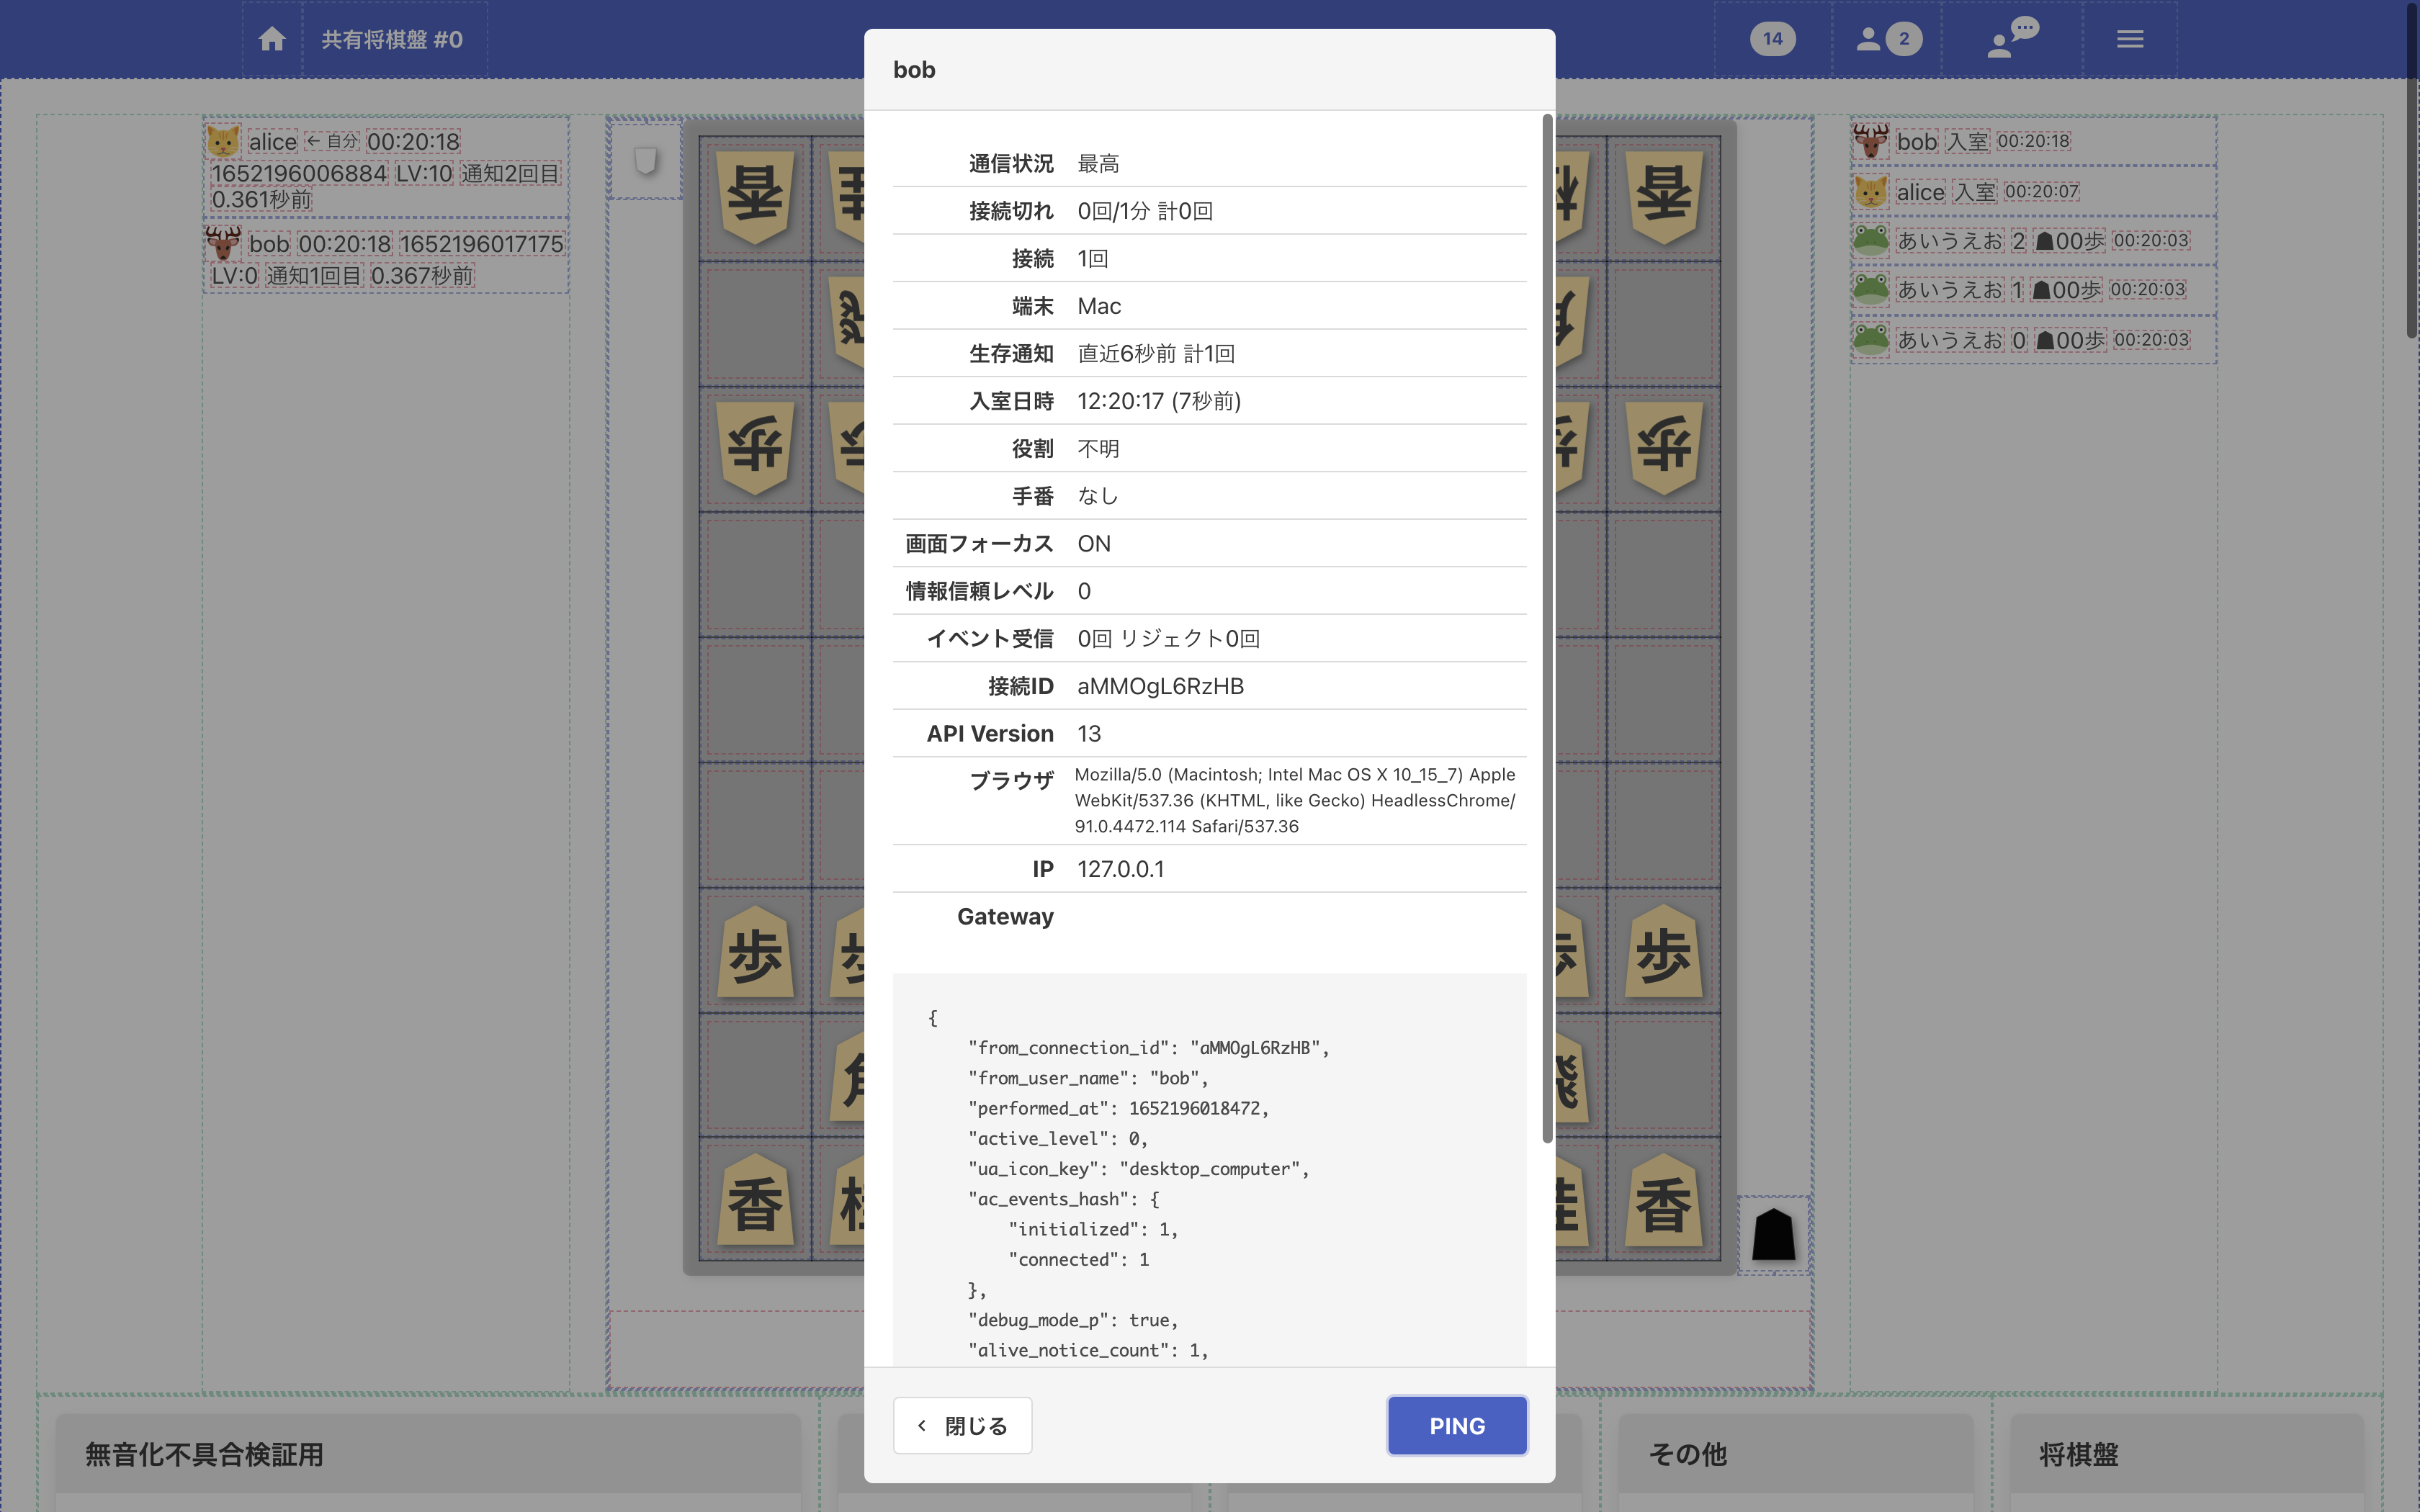 共有将棋盤 #0
14
2
alice ← 自分 00:20:18
1652196006884 LV:10 通知2回目
0.361秒前
bob 00:20:18 1652196017175
LV:0 通知1回目 0.367秒前
bob
通信状況 最高
接続切れ 0回/1分 計0回
接続 1回
端末 Mac
生存通知 直近6秒前 計1回
入室日時 12:20:17 (7秒前)
役割 不明
手番 なし
画面フォーカス ON
情報信頼レベル 0
イベント受信 0回 リジェクト0回
接続ID aMMOgL6RzHB
API Version 13
ブラウザ Mozilla/5.0 (Macintosh; Intel Mac OS X 10_15_7) Apple
WebKit/537.36 (KHTML, like Gecko) HeadlessChrome/
91.0.4472.114 Safari/537.36
IP 127.0.0.1
Gateway
{
"from_connection_id": "aMMOgL6RzHB",
"from_user_name": "bob",
"performed_at": 1652196018472,
"active_level": 0,
"ua_icon_key": "desktop_computer",
"ac_events_hash": {
"initialized": 1,
"connected": 1
},
"debug_mode_p": true,
"alive_notice_count": 1,
閉じる
PING
bob 入室 00:20:18
alice 入室 00:20:07
あいうえお 2 ☗00歩 00:20:03
あいうえお 1 ☗00歩 00:20:03
あいうえお 0 ☗00歩 00:20:03
香 香
歩 歩
歩 歩
香 香
無音化不具合検証用
その他
将棋盤